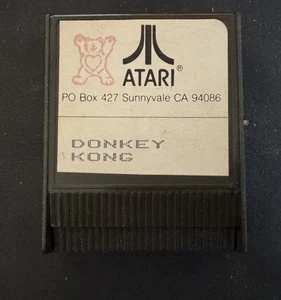 ATARI®
PO Box 427 Sunnyvale CA 94086
DONKEY
KONG